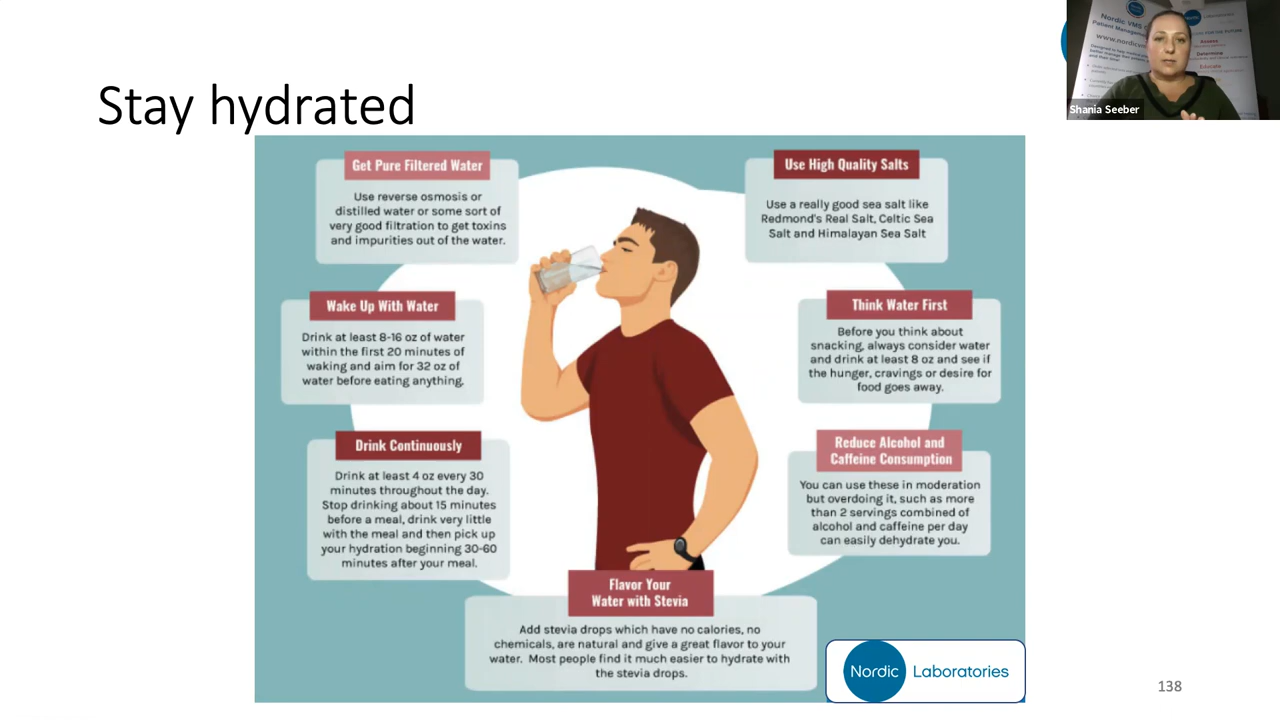 Stay hydrated
Get Pure Filtered Water
Use reverse osmosis or
distilled water or some sort of
very good filtration to get toxins
and impurities out of the water.
Use High Quality Salts
Use a really good sea salt like
Redmond's Real Salt, Celtic Sea
Salt and Himalayan Sea Salt
Wake Up With Water
Drink at least 8-16 oz of water
within the first 20 minutes of
waking and aim for 32 oz of
water before eating anything.
Think Water First
Before you think about
snacking, always consider water
and drink at least 8 oz and see if
the hunger, cravings or desire for
food goes away.
Drink Continuously
Drink at least 4 oz every 30
minutes throughout the day.
Stop drinking about 15 minutes
before a meal, drink very little
with the meal and then pick up
your hydration beginning 30-60
minutes after your meal.
Reduce Alcohol and
Caffeine Consumption
You can use these in moderation
but overdoing it, such as more
than 2 servings combined of
alcohol and caffeine per day
can easily dehydrate you.
Flavor Your
Water with Stevia
Add stevia drops which have no calories, no
chemicals, are natural and give a great flavor to your
water. Most people find it much easier to hydrate with
the stevia drops.
Nordic Laboratories
138
Nordic VMS
Patient Manage
www.nordicv
Laboratories
Assess
Determine
Educate
Shania Seeber